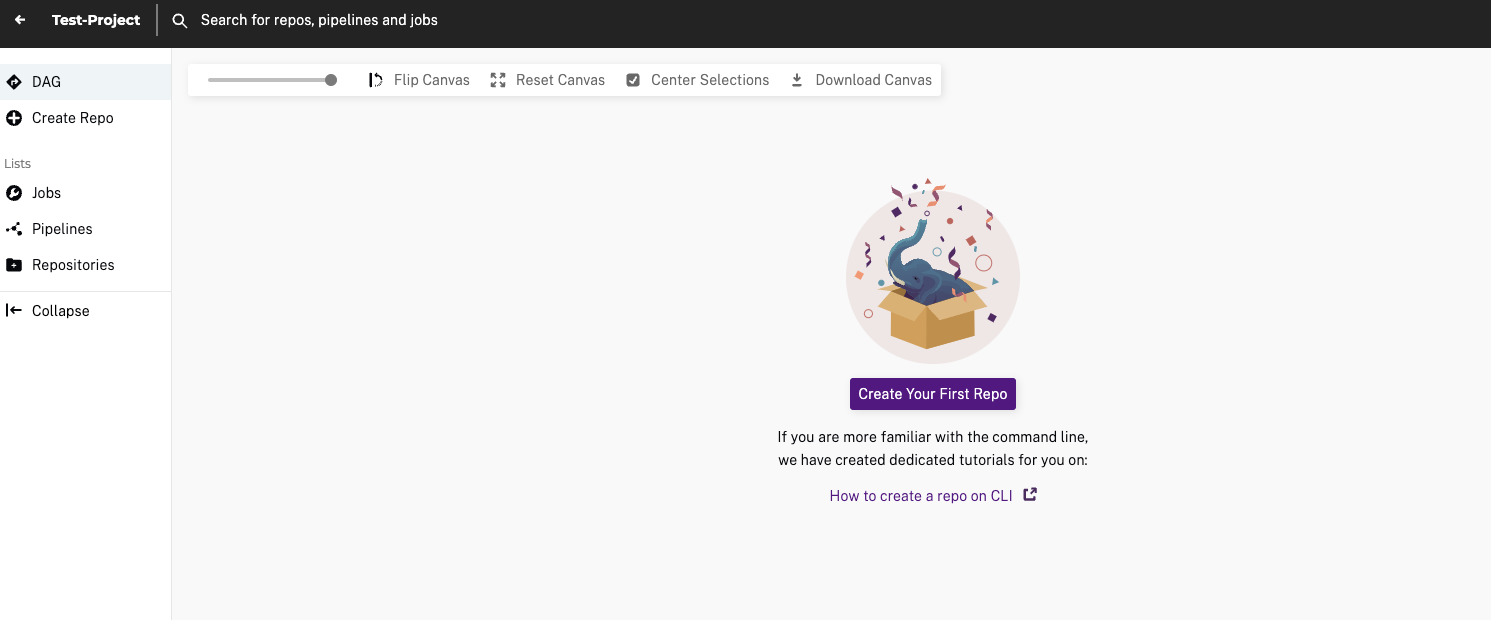 Test-Project
Search for repos, pipelines and jobs
DAG
Create Repo
Lists
Jobs
Pipelines
Repositories
Collapse
Flip Canvas
Reset Canvas
Center Selections
Download Canvas
Create Your First Repo
If you are more familiar with the command line,
we have created dedicated tutorials for you on:
How to create a repo on CLI